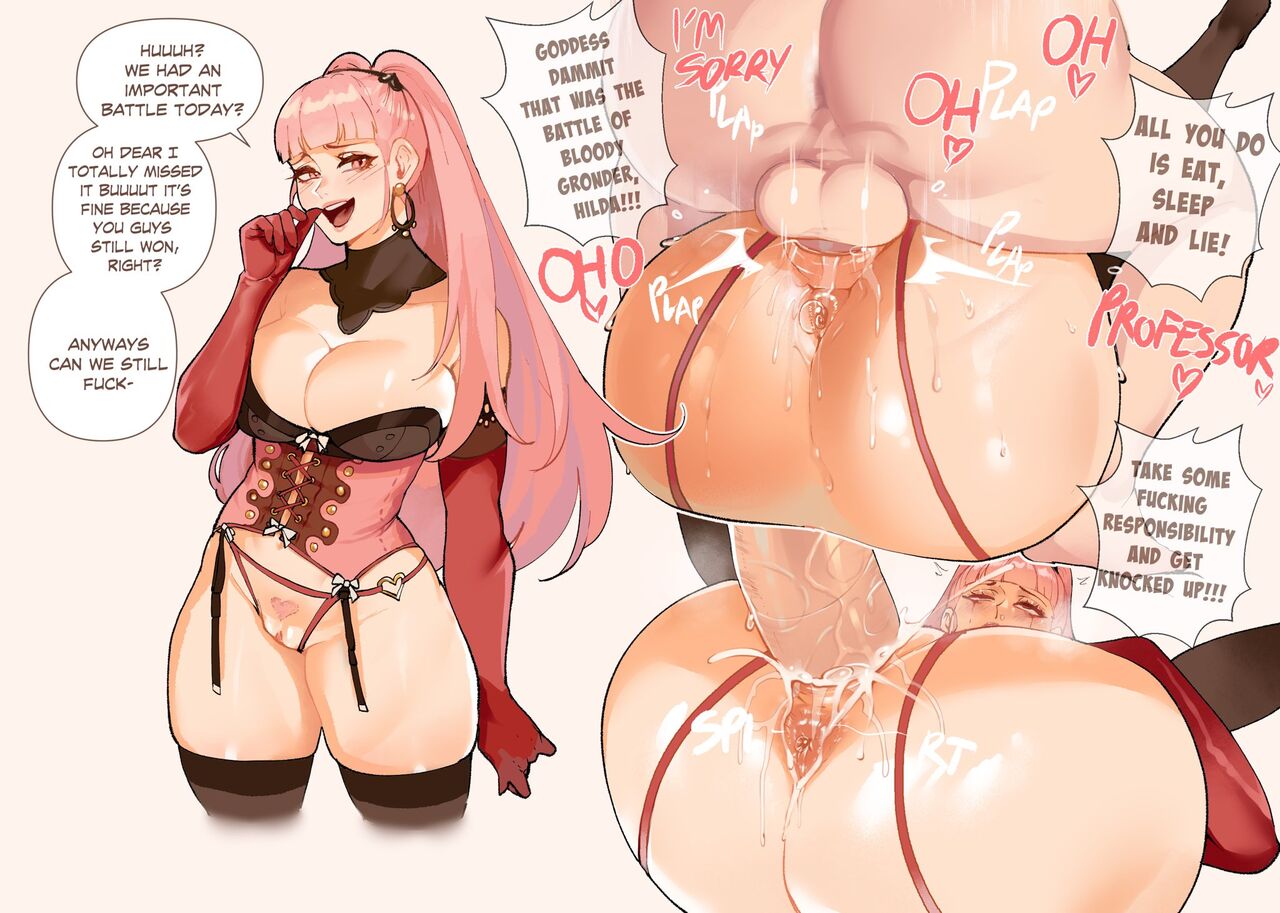 HUUUH?
WE HAD AN
IMPORTANT
BATTLE TODAY?
OH DEAR I
TOTALLY MISSED
IT BUUUUT IT'S
FINE BECAUSE
YOU GUYS
STILL WON,
RIGHT?
ANYWAYS
CAN WE STILL
FUCK-
GODDESS
DAMMIT
THAT WAS THE
BATTLE OF
BLOODY
GRONDER,
HILDA!!!
I'M
SORRY
PLAP
OH
PLAP
OH
ALL YOU DO
IS EAT,
SLEEP
AND LIE!
OHO
PLAP
PLAP
PROFESSOR
TAKE SOME
FUCKING
RESPONSIBILITY
AND GET
KNOCKED UP!!!
SPL
RT